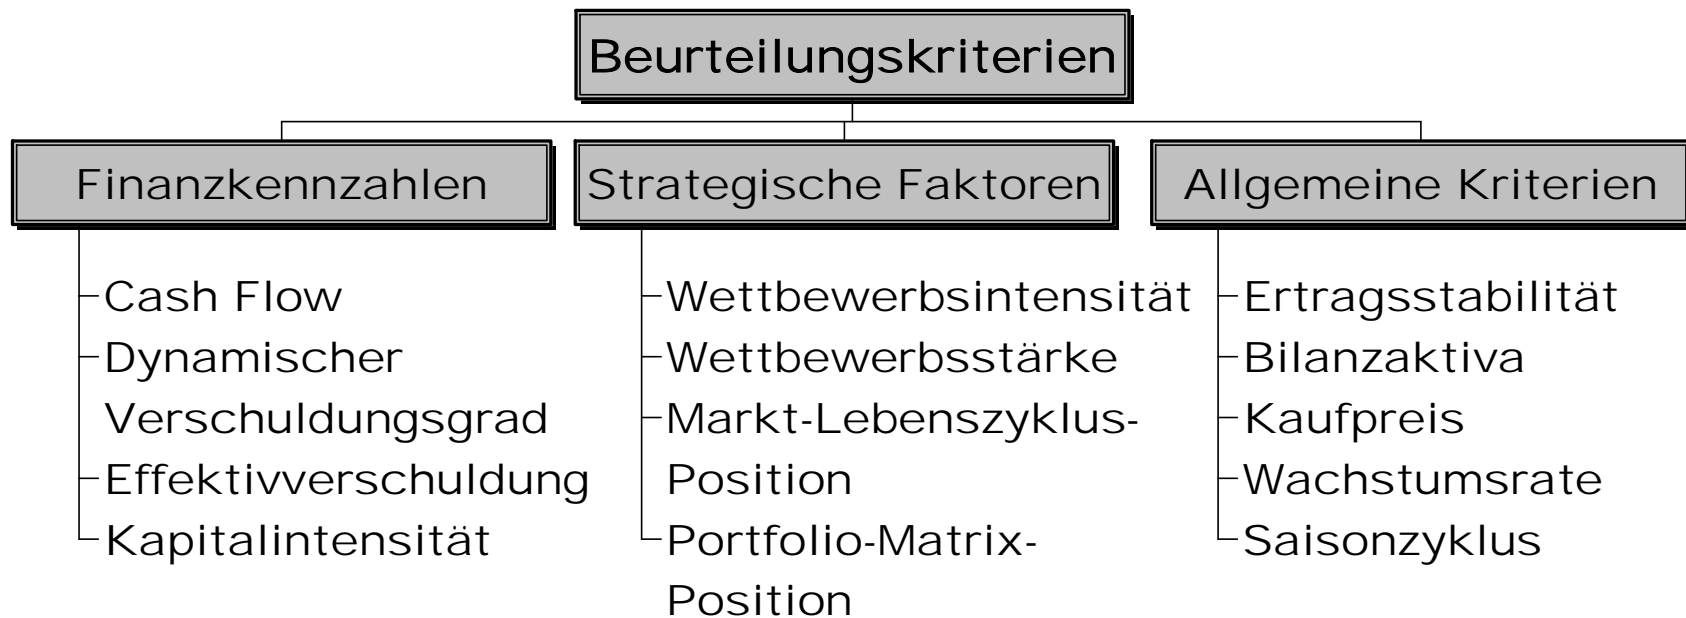 Beurteilungskriterien
Finanzkennzahlen
Cash Flow
Dynamischer
Verschuldungsgrad
Effektivverschuldung
Kapitalintensität
Strategische Faktoren
Wettbewerbsintensität
Wettbewerbsstärke
Markt-Lebenszyklus-
Position
Portfolio-Matrix-
Position
Allgemeine Kriterien
Ertragsstabilität
Bilanzaktiva
Kaufpreis
Wachstumsrate
Saisonzyklus